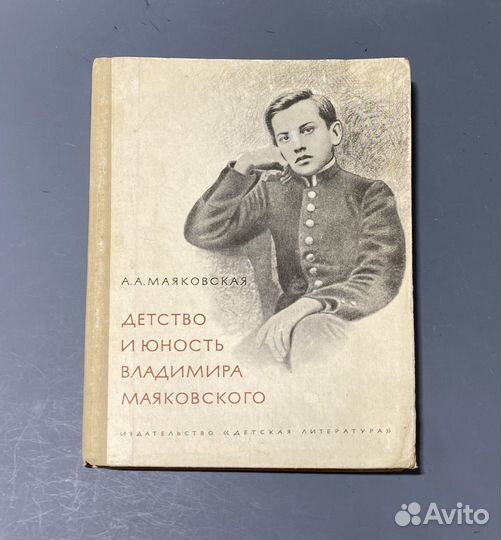 А.А.МАЯКОВСКАЯ
ДЕТСТВО
И ЮНОСТЬ
ВЛАДИМИРА
МАЯКОВСКОГО
ИЗДАТЕЛЬСТВО «ДЕТСКАЯ ЛИТЕРАТУРА»
Avito